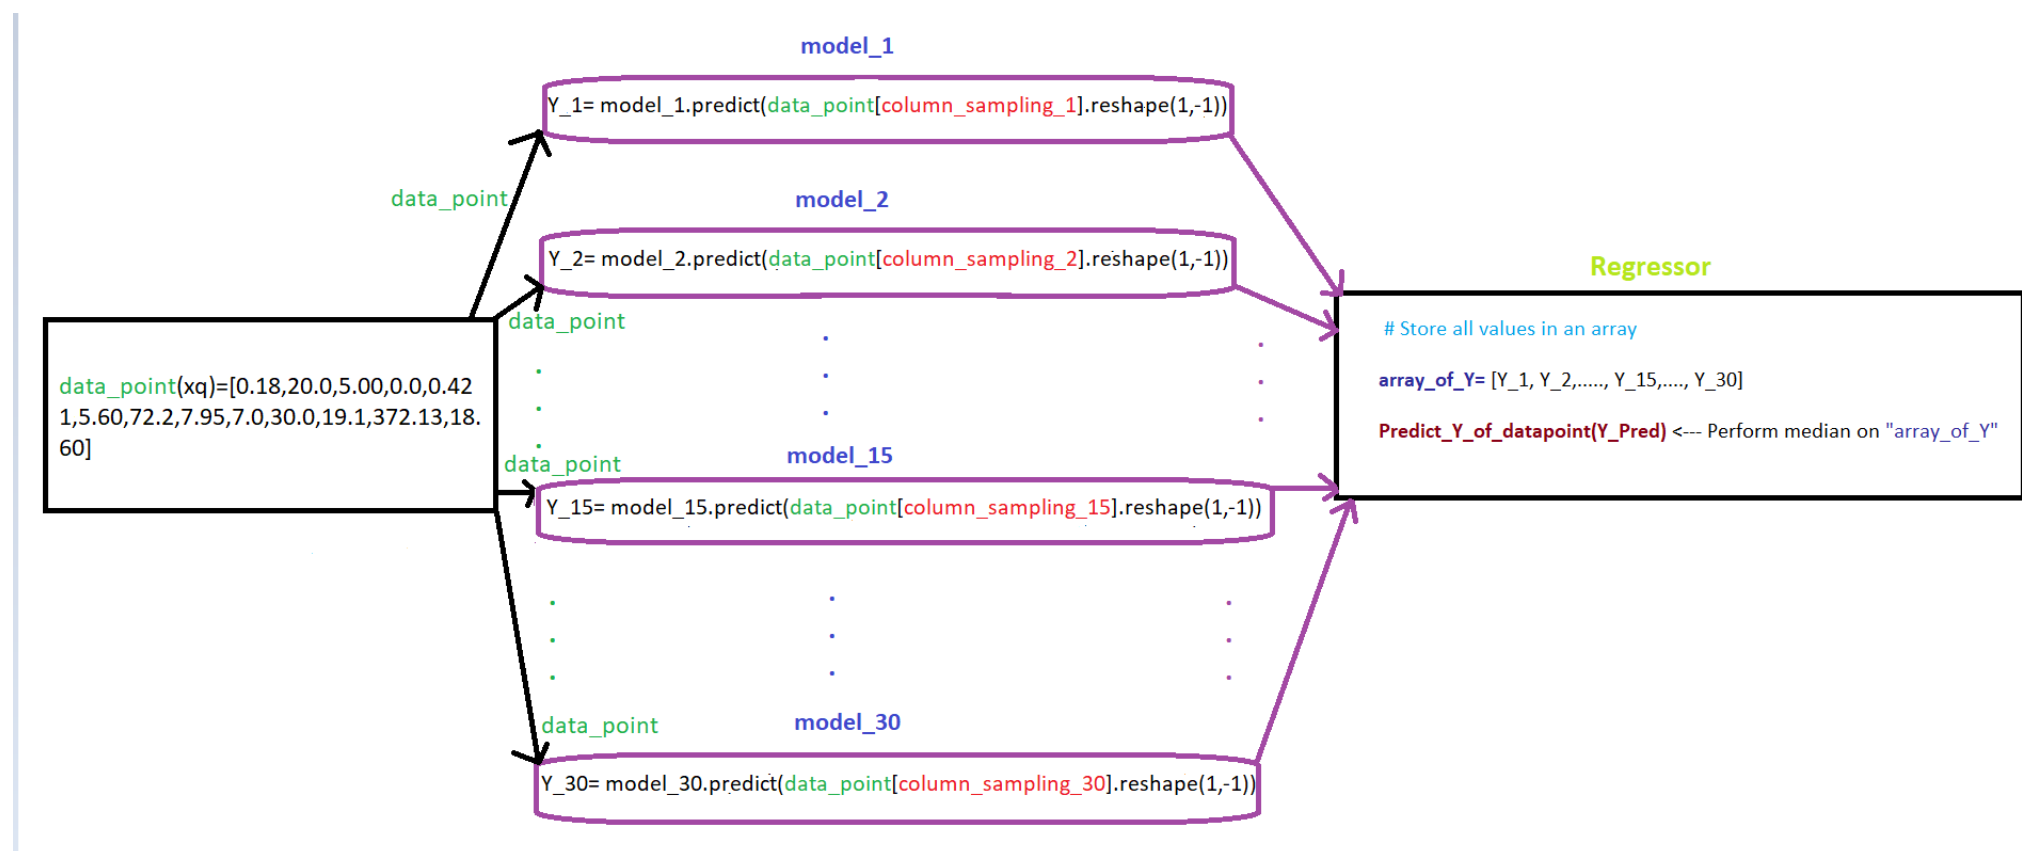 model_1
Y_1= model_1.predict(data_point[column_sampling_1].reshape(1,-1))
data_point
model_2
Y_2= model_2.predict(data_point[column_sampling_2].reshape(1,-1))
Regressor
data_point
# Store all values in an array
data_point(xq)=[0.18,20.0,5.00,0.0,0.42
1,5.60,72.2,7.95,7.0,30.0,19.1,372.13,18.
60]
array_of_Y= [Y_1, Y_2,....., Y_15,...., Y_30]
Predict_Y_of_datapoint(Y_Pred) <--- Perform median on "array_of_Y"
data_point
model_15
Y_15= model_15.predict(data_point[column_sampling_15].reshape(1,-1))
data_point
model_30
Y_30= model_30.predict(data_point[column_sampling_30].reshape(1,-1))